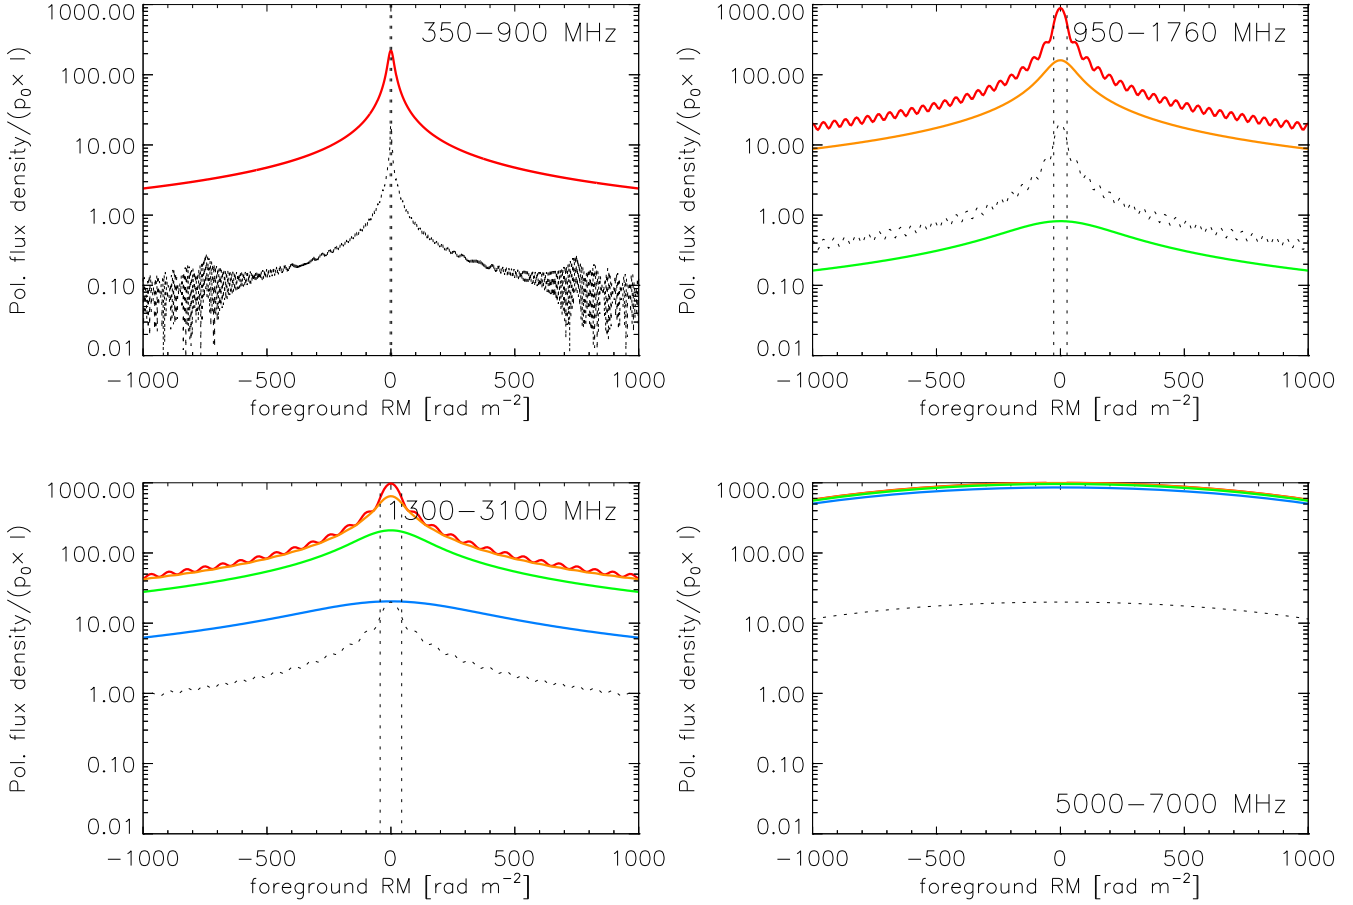 350−900 MHz
1000.00
100.00
10.00
1.00
0.10
0.01
−1000 −500 0 500 1000
foreground RM [rad m⁻²]
Pol. flux density/(p₀× I)
950−1760 MHz
1000.00
100.00
10.00
1.00
0.10
0.01
−1000 −500 0 500 1000
foreground RM [rad m⁻²]
Pol. flux density/(p₀× I)
1300−3100 MHz
1000.00
100.00
10.00
1.00
0.10
0.01
−1000 −500 0 500 1000
foreground RM [rad m⁻²]
Pol. flux density/(p₀× I)
5000−7000 MHz
1000.00
100.00
10.00
1.00
0.10
0.01
−1000 −500 0 500 1000
foreground RM [rad m⁻²]
Pol. flux density/(p₀× I)